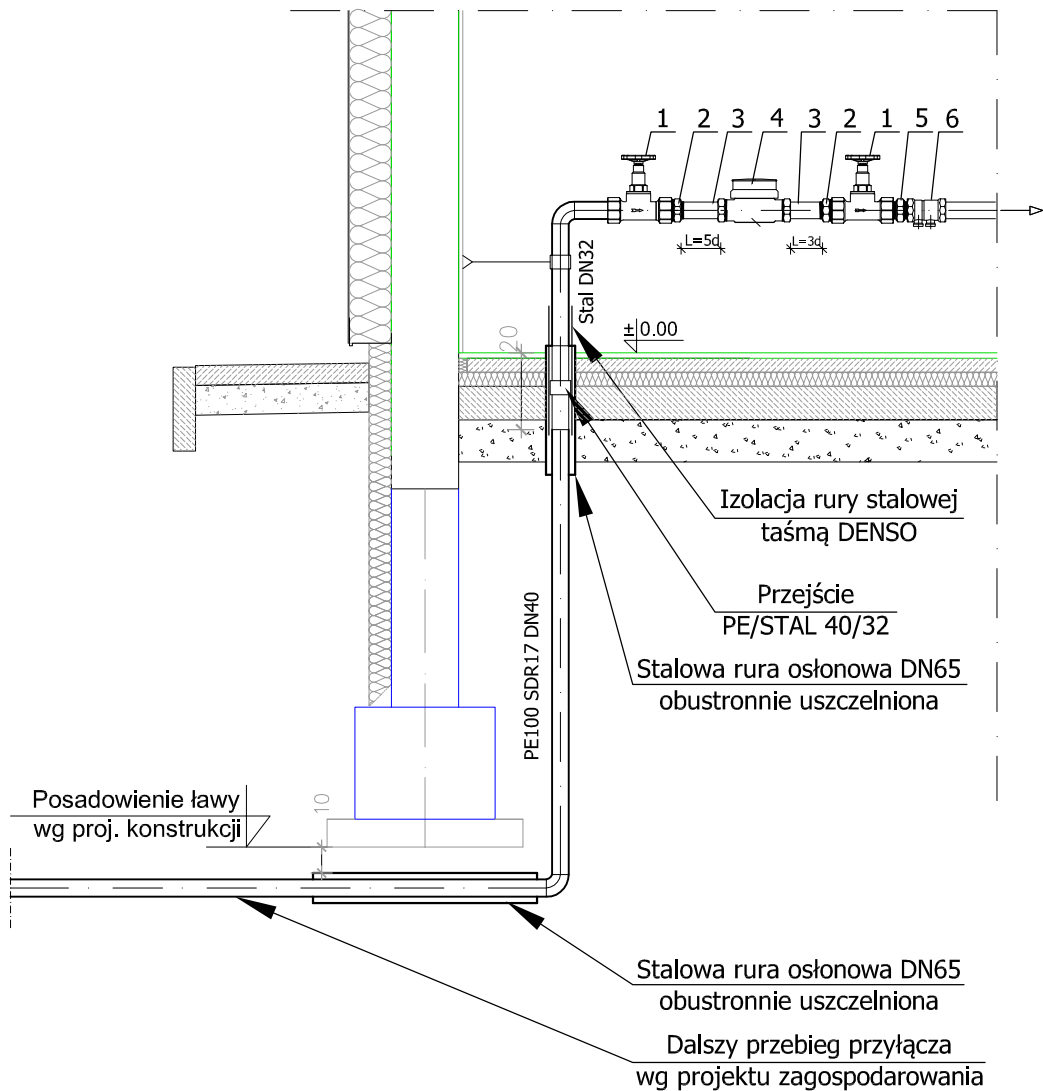 1 2 3 4 3 2 1 5 6
L=5d L=3d
Stal DN32
±0.00
20
Izolacja rury stalowej
taśmą DENSO
Przejście
PE/STAL 40/32
PE100 SDR17 DN40
Stalowa rura osłonowa DN65
obustronnie uszczelniona
Posadowienie ławy
wg proj. konstrukcji
10
Stalowa rura osłonowa DN65
obustronnie uszczelniona
Dalszy przebieg przyłącza
wg projektu zagospodarowania